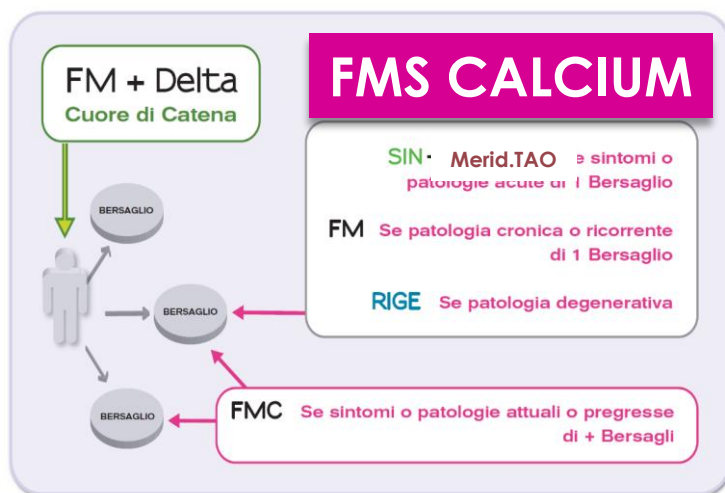 FM + Delta
Cuore di Catena
FMS CALCIUM
SIN- Merid.TAO e sintomi o
patologie acute di 1 Bersaglio
BERSAGLIO
FM Se patologia cronica o ricorrente
di 1 Bersaglio
BERSAGLIO
RIGE Se patologia degenerativa
BERSAGLIO
FMC Se sintomi o patologie attuali o pregresse
di + Bersagli